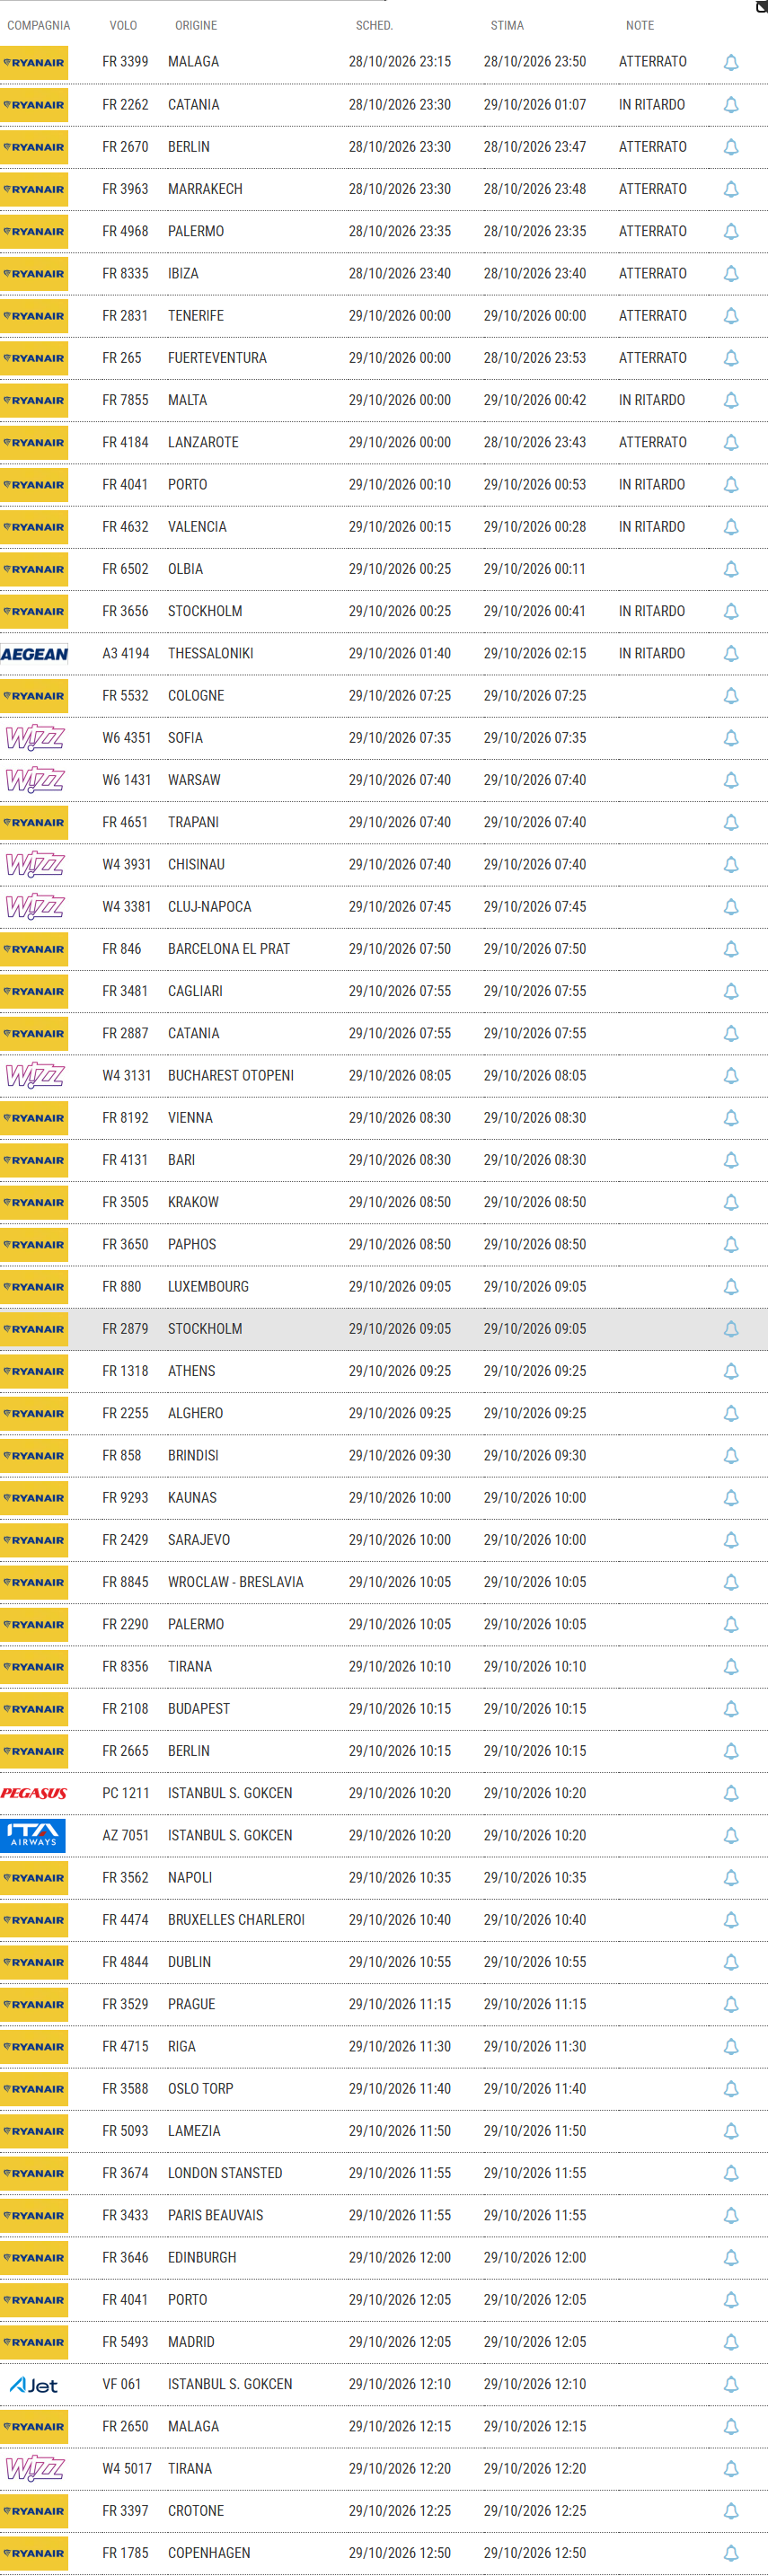 COMPAGNIA VOLO ORIGINE SCHED. STIMA NOTE
RYANAIR FR 3399 MALAGA 28/10/2026 23:15 28/10/2026 23:50 ATTERRATO
RYANAIR FR 2262 CATANIA 28/10/2026 23:30 29/10/2026 01:07 IN RITARDO
RYANAIR FR 2670 BERLIN 28/10/2026 23:30 28/10/2026 23:47 ATTERRATO
RYANAIR FR 3963 MARRAKECH 28/10/2026 23:30 28/10/2026 23:48 ATTERRATO
RYANAIR FR 4968 PALERMO 28/10/2026 23:35 28/10/2026 23:35 ATTERRATO
RYANAIR FR 8335 IBIZA 28/10/2026 23:40 28/10/2026 23:40 ATTERRATO
RYANAIR FR 2831 TENERIFE 29/10/2026 00:00 29/10/2026 00:00 ATTERRATO
RYANAIR FR 265 FUERTEVENTURA 29/10/2026 00:00 28/10/2026 23:53 ATTERRATO
RYANAIR FR 7855 MALTA 29/10/2026 00:00 29/10/2026 00:42 IN RITARDO
RYANAIR FR 4184 LANZAROTE 29/10/2026 00:00 28/10/2026 23:43 ATTERRATO
RYANAIR FR 4041 PORTO 29/10/2026 00:10 29/10/2026 00:53 IN RITARDO
RYANAIR FR 4632 VALENCIA 29/10/2026 00:15 29/10/2026 00:28 IN RITARDO
RYANAIR FR 6502 OLBIA 29/10/2026 00:25 29/10/2026 00:11
RYANAIR FR 3656 STOCKHOLM 29/10/2026 00:25 29/10/2026 00:41 IN RITARDO
AEGEAN A3 4194 THESSALONIKI 29/10/2026 01:40 29/10/2026 02:15 IN RITARDO
RYANAIR FR 5532 COLOGNE 29/10/2026 07:25 29/10/2026 07:25
WIZZ W6 4351 SOFIA 29/10/2026 07:35 29/10/2026 07:35
WIZZ W6 1431 WARSAW 29/10/2026 07:40 29/10/2026 07:40
RYANAIR FR 4651 TRAPANI 29/10/2026 07:40 29/10/2026 07:40
WIZZ W4 3931 CHISINAU 29/10/2026 07:40 29/10/2026 07:40
WIZZ W4 3381 CLUJ-NAPOCA 29/10/2026 07:45 29/10/2026 07:45
RYANAIR FR 846 BARCELONA EL PRAT 29/10/2026 07:50 29/10/2026 07:50
RYANAIR FR 3481 CAGLIARI 29/10/2026 07:55 29/10/2026 07:55
RYANAIR FR 2887 CATANIA 29/10/2026 07:55 29/10/2026 07:55
WIZZ W4 3131 BUCHAREST OTOPENI 29/10/2026 08:05 29/10/2026 08:05
RYANAIR FR 8192 VIENNA 29/10/2026 08:30 29/10/2026 08:30
RYANAIR FR 4131 BARI 29/10/2026 08:30 29/10/2026 08:30
RYANAIR FR 3505 KRAKOW 29/10/2026 08:50 29/10/2026 08:50
RYANAIR FR 3650 PAPHOS 29/10/2026 08:50 29/10/2026 08:50
RYANAIR FR 880 LUXEMBOURG 29/10/2026 09:05 29/10/2026 09:05
RYANAIR FR 2879 STOCKHOLM 29/10/2026 09:05 29/10/2026 09:05
RYANAIR FR 1318 ATHENS 29/10/2026 09:25 29/10/2026 09:25
RYANAIR FR 2255 ALGHERO 29/10/2026 09:25 29/10/2026 09:25
RYANAIR FR 858 BRINDISI 29/10/2026 09:30 29/10/2026 09:30
RYANAIR FR 9293 KAUNAS 29/10/2026 10:00 29/10/2026 10:00
RYANAIR FR 2429 SARAJEVO 29/10/2026 10:00 29/10/2026 10:00
RYANAIR FR 8845 WROCLAW - BRESLAVIA 29/10/2026 10:05 29/10/2026 10:05
RYANAIR FR 2290 PALERMO 29/10/2026 10:05 29/10/2026 10:05
RYANAIR FR 8356 TIRANA 29/10/2026 10:10 29/10/2026 10:10
RYANAIR FR 2108 BUDAPEST 29/10/2026 10:15 29/10/2026 10:15
RYANAIR FR 2665 BERLIN 29/10/2026 10:15 29/10/2026 10:15
PEGASUS PC 1211 ISTANBUL S. GOKCEN 29/10/2026 10:20 29/10/2026 10:20
ITA AIRWAYS AZ 7051 ISTANBUL S. GOKCEN 29/10/2026 10:20 29/10/2026 10:20
RYANAIR FR 3562 NAPOLI 29/10/2026 10:35 29/10/2026 10:35
RYANAIR FR 4474 BRUXELLES CHARLEROI 29/10/2026 10:40 29/10/2026 10:40
RYANAIR FR 4844 DUBLIN 29/10/2026 10:55 29/10/2026 10:55
RYANAIR FR 3529 PRAGUE 29/10/2026 11:15 29/10/2026 11:15
RYANAIR FR 4715 RIGA 29/10/2026 11:30 29/10/2026 11:30
RYANAIR FR 3588 OSLO TORP 29/10/2026 11:40 29/10/2026 11:40
RYANAIR FR 5093 LAMEZIA 29/10/2026 11:50 29/10/2026 11:50
RYANAIR FR 3674 LONDON STANSTED 29/10/2026 11:55 29/10/2026 11:55
RYANAIR FR 3433 PARIS BEAUVAIS 29/10/2026 11:55 29/10/2026 11:55
RYANAIR FR 3646 EDINBURGH 29/10/2026 12:00 29/10/2026 12:00
RYANAIR FR 4041 PORTO 29/10/2026 12:05 29/10/2026 12:05
RYANAIR FR 5493 MADRID 29/10/2026 12:05 29/10/2026 12:05
AJet VF 061 ISTANBUL S. GOKCEN 29/10/2026 12:10 29/10/2026 12:10
RYANAIR FR 2650 MALAGA 29/10/2026 12:15 29/10/2026 12:15
WIZZ W4 5017 TIRANA 29/10/2026 12:20 29/10/2026 12:20
RYANAIR FR 3397 CROTONE 29/10/2026 12:25 29/10/2026 12:25
RYANAIR FR 1785 COPENHAGEN 29/10/2026 12:50 29/10/2026 12:50